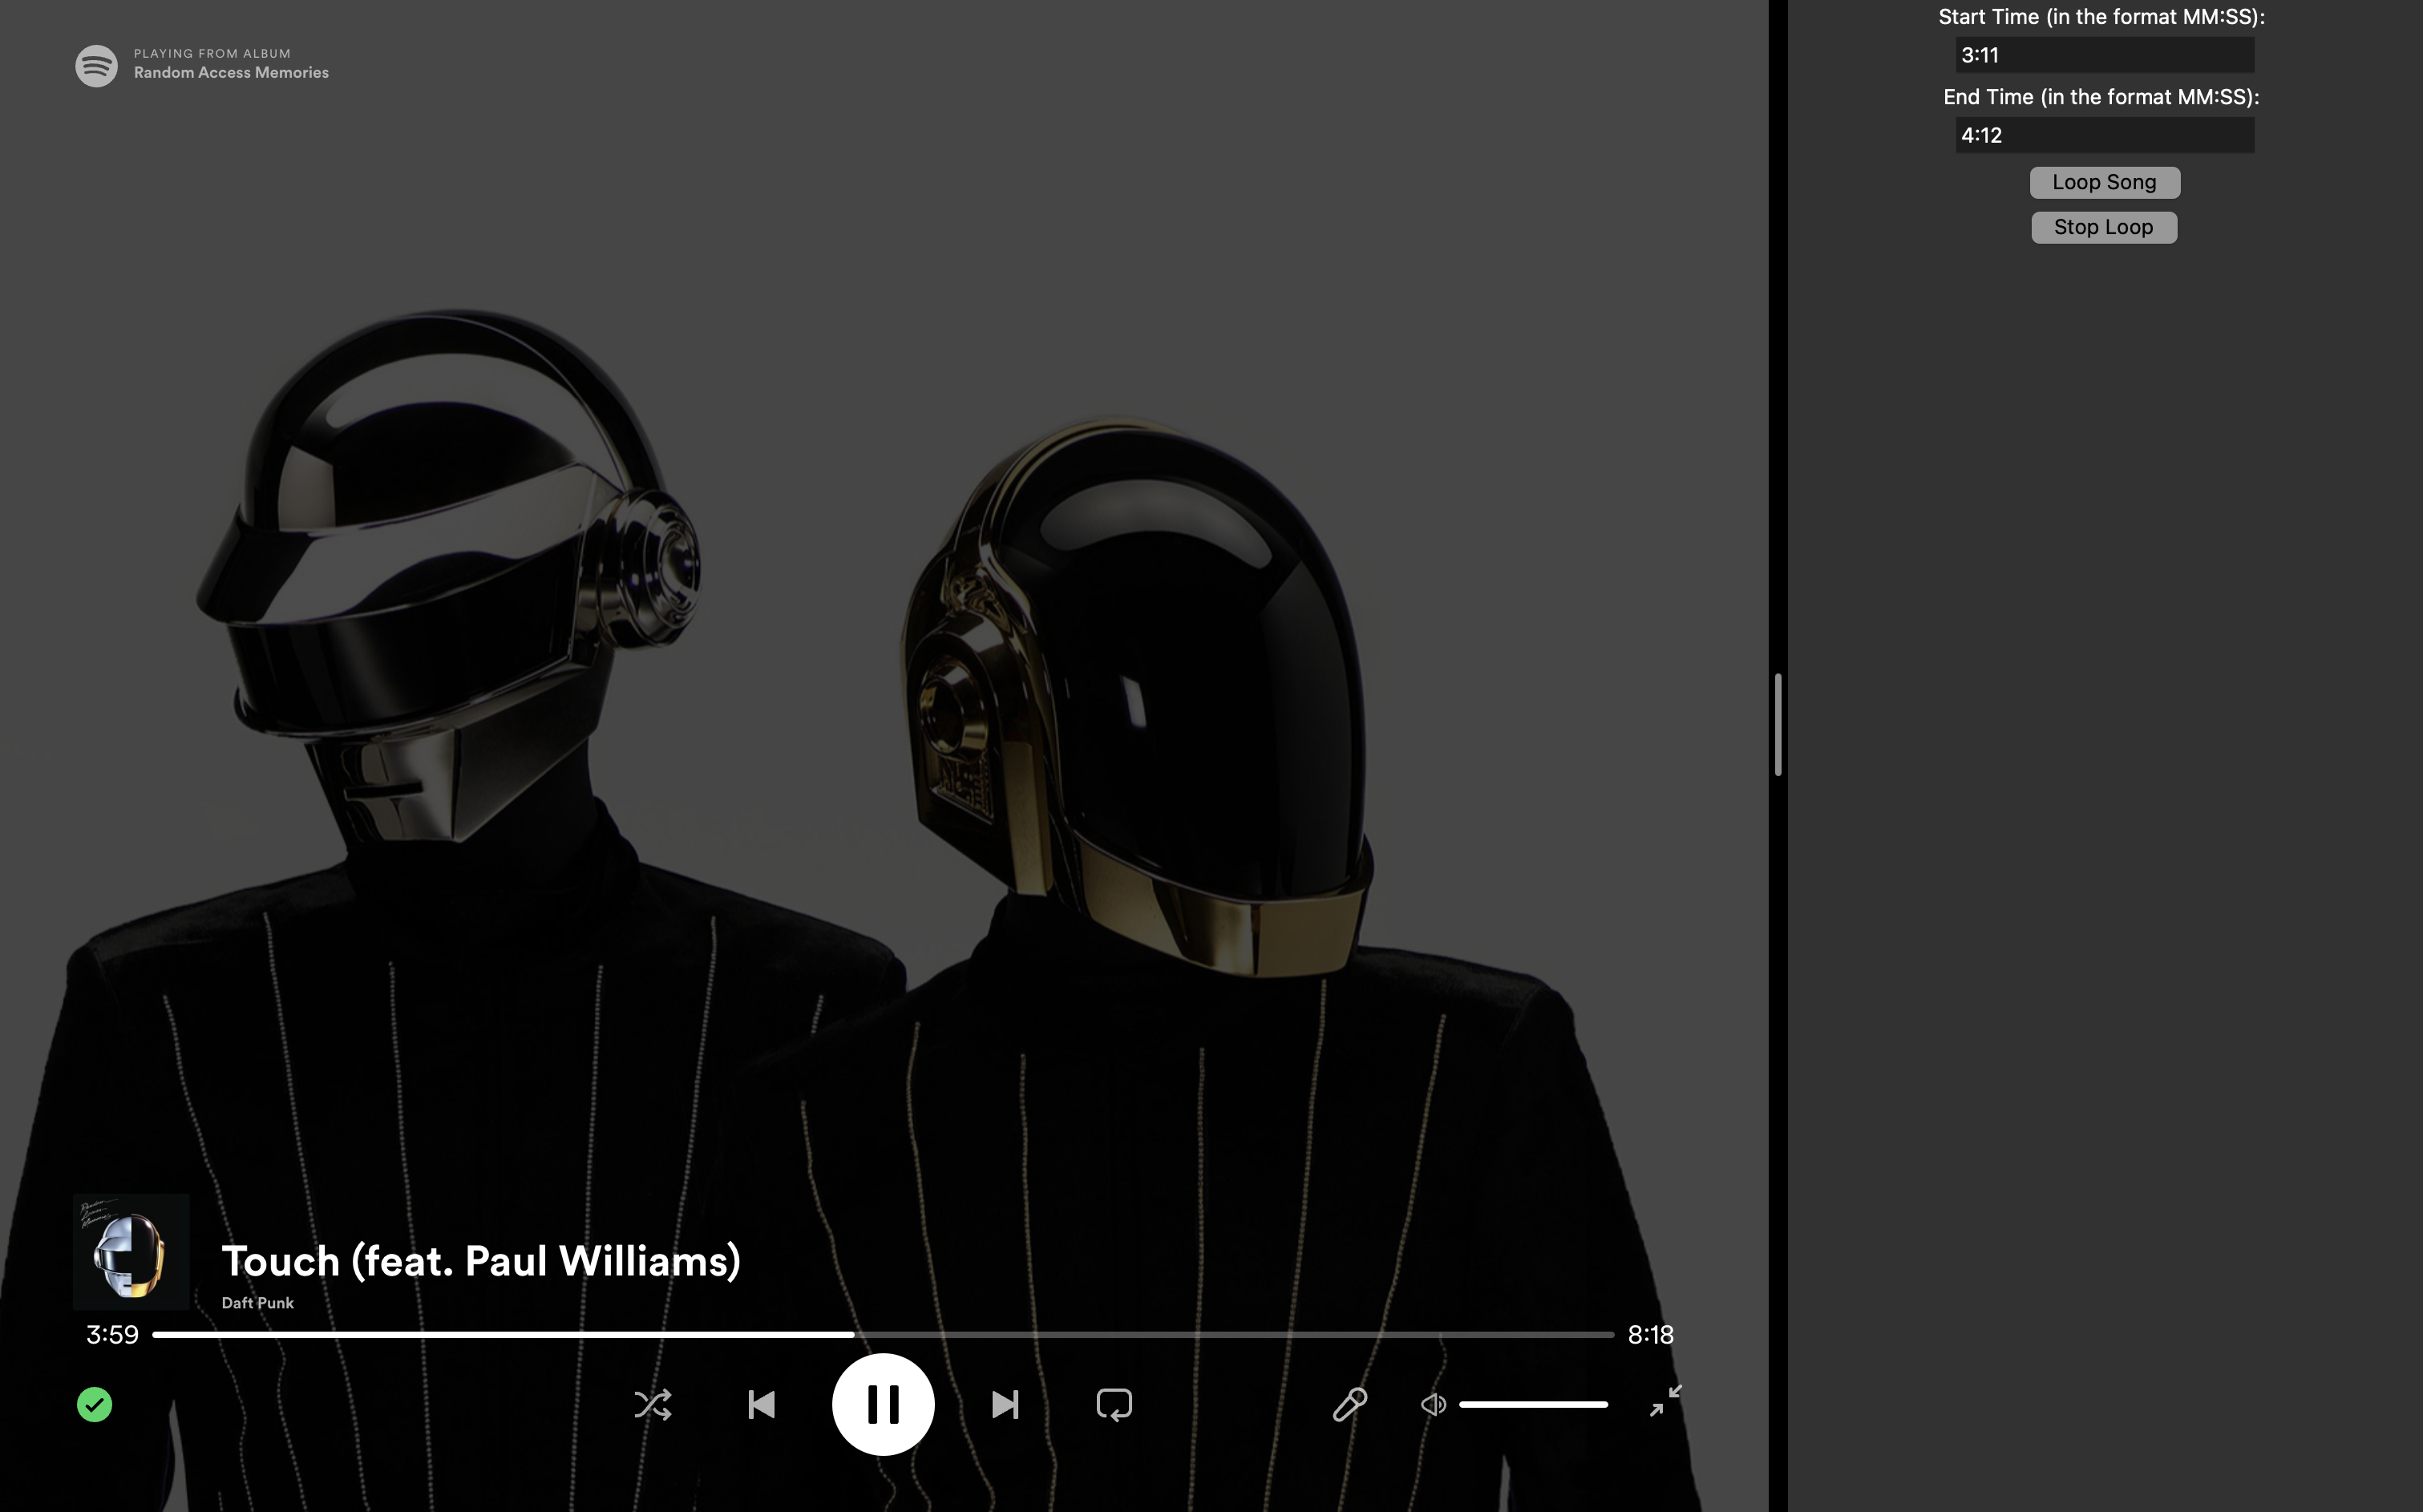 PLAYING FROM ALBUM
Random Access Memories
Touch (feat. Paul Williams)
Daft Punk
3:59
8:18
Start Time (in the format MM:SS):
3:11
End Time (in the format MM:SS):
4:12
Loop Song
Stop Loop